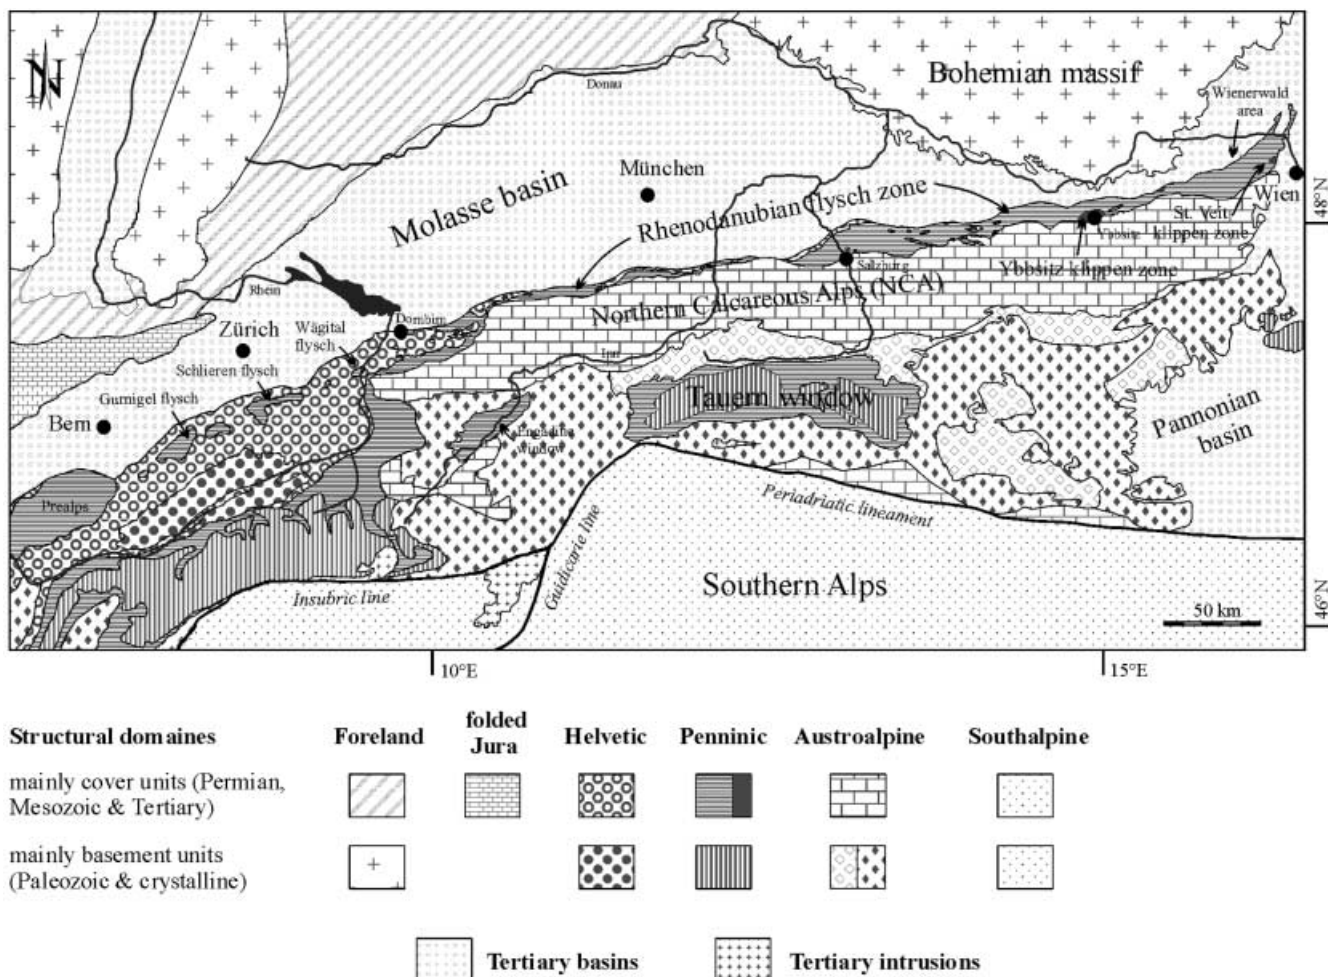 N
Bohemian massif
Donau
Wienerwald
area
München
Molasse basin
Rhenodanubian flysch zone
Wien
48°N
St. Veit
klippen zone
Ybbsitz
Ybbsitz klippen zone
Salzburg
Rhein
Northern Calcareous Alps (NCA)
Dornbirn
Zürich
Wägital
flysch
Schlieren flysch
Inn
Gurnigel flysch
Tauern window
Bern
Engadine
window
Pannonian
basin
Prealps
Periadriatic lineament
Guidicarie line
Southern Alps
Insubric line
50 km
46°N
10°E
15°E
Structural domaines
Foreland
folded
Jura
Helvetic
Penninic
Austroalpine
Southalpine
mainly cover units (Permian,
Mesozoic & Tertiary)
mainly basement units
(Paleozoic & crystalline)
Tertiary basins
Tertiary intrusions